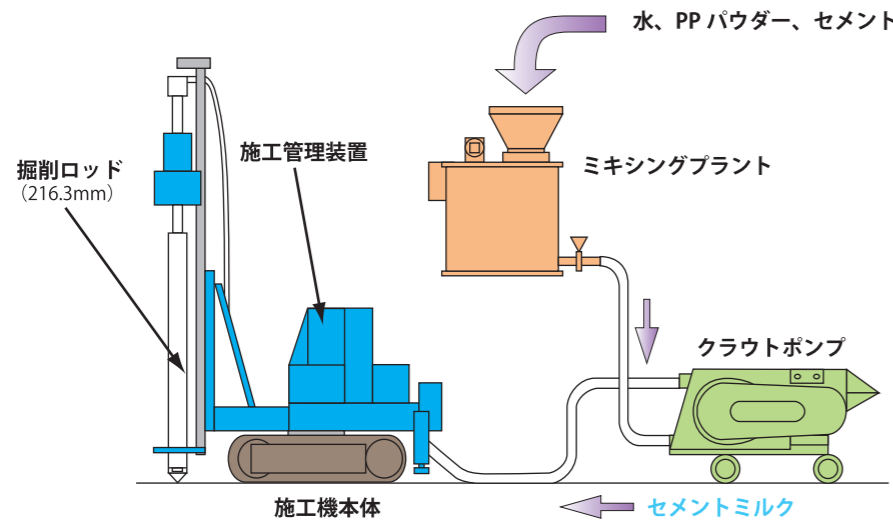 水、PP パウダー、セメント
掘削ロッド
（216.3mm）
施工管理装置
ミキシングプラント
クラウトポンプ
施工機本体
セメントミルク